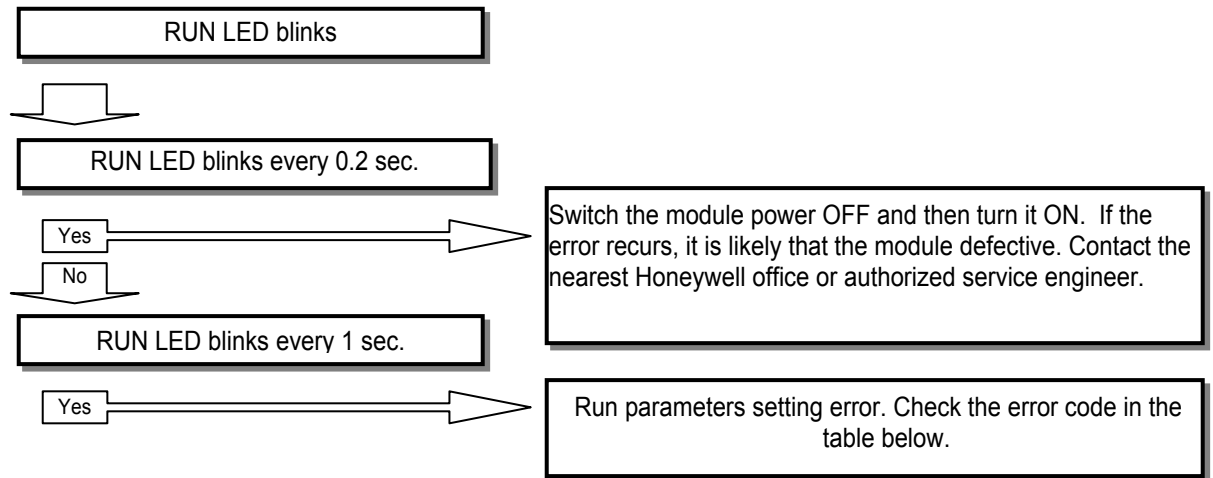 RUN LED blinks
RUN LED blinks every 0.2 sec.
Yes
Switch the module power OFF and then turn it ON. If the
error recurs, it is likely that the module defective. Contact the
nearest Honeywell office or authorized service engineer.
No
RUN LED blinks every 1 sec.
Yes
Run parameters setting error. Check the error code in the
table below.